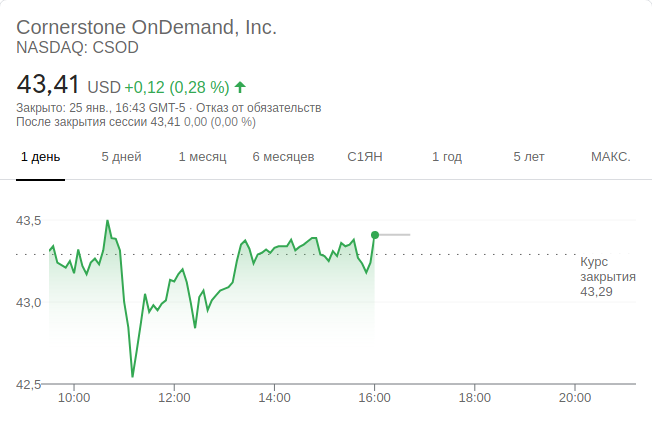 Cornerstone OnDemand, Inc.
NASDAQ: CSOD
43,41 USD +0,12 (0,28 %)
Закрыто: 25 янв., 16:43 GMT-5 · Отказ от обязательств
После закрытия сессии 43,41 0,00 (0,00 %)
1 день 5 дней 1 месяц 6 месяцев С1ЯН 1 год 5 лет МАКС.
43,5
Курс
закрытия
43,29
43,0
42,5
10:00 12:00 14:00 16:00 18:00 20:00